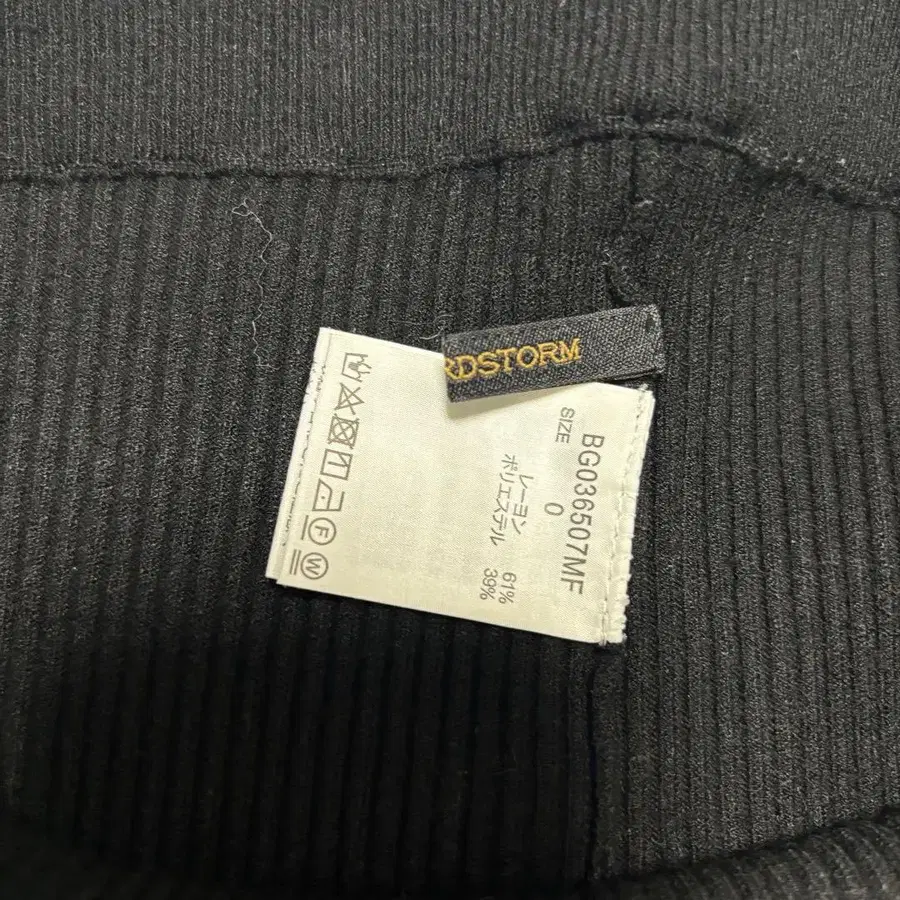 RDSTORM
BG036507MF
SIZE 0
レーヨン 61%
ポリエステル 39%
F
W